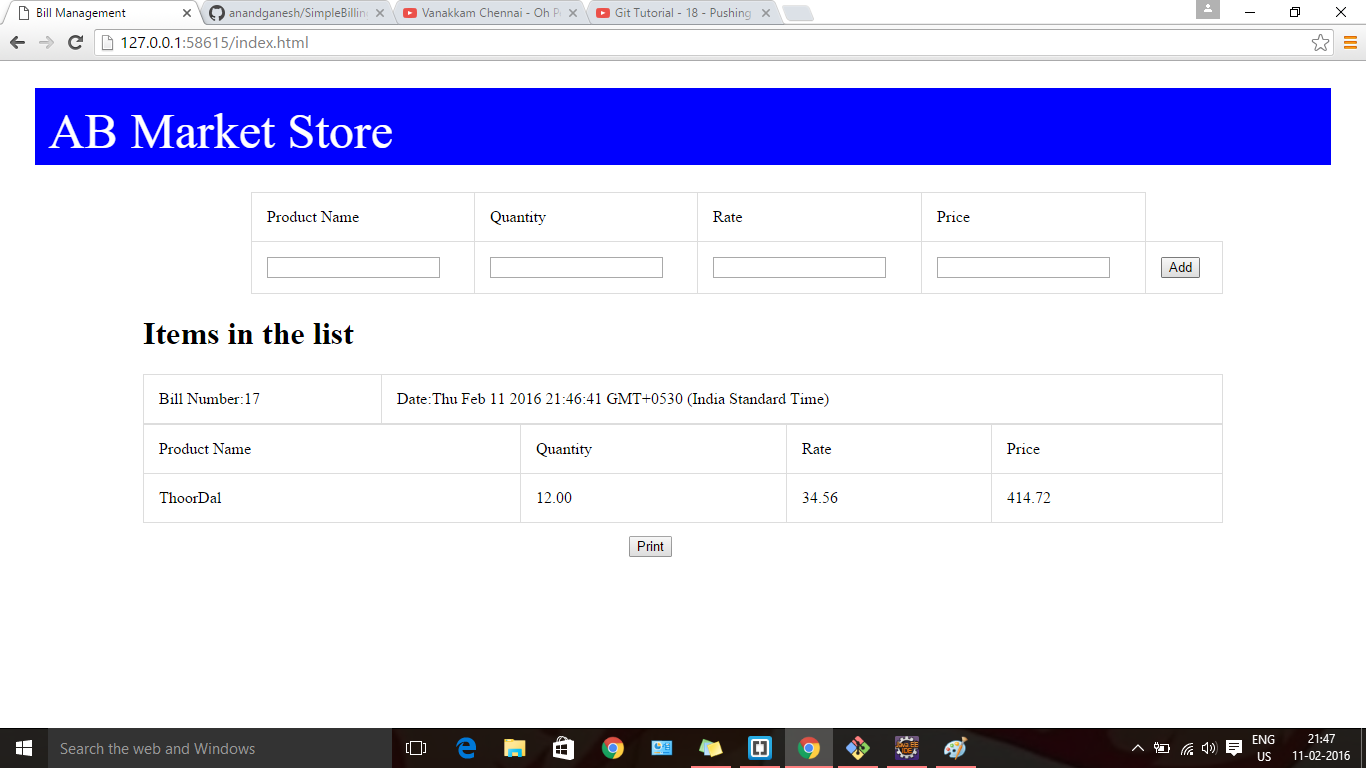 Bill Management
anandganesh/SimpleBillin
Vanakkam Chennai - Oh P
Git Tutorial - 18 - Pushing
127.0.0.1:58615/index.html
AB Market Store
Product Name Quantity Rate Price
Add
Items in the list
Bill Number:17 Date:Thu Feb 11 2016 21:46:41 GMT+0530 (India Standard Time)
Product Name Quantity Rate Price
ThoorDal 12.00 34.56 414.72
Print
Search the web and Windows
ENG
US
21:47
11-02-2016